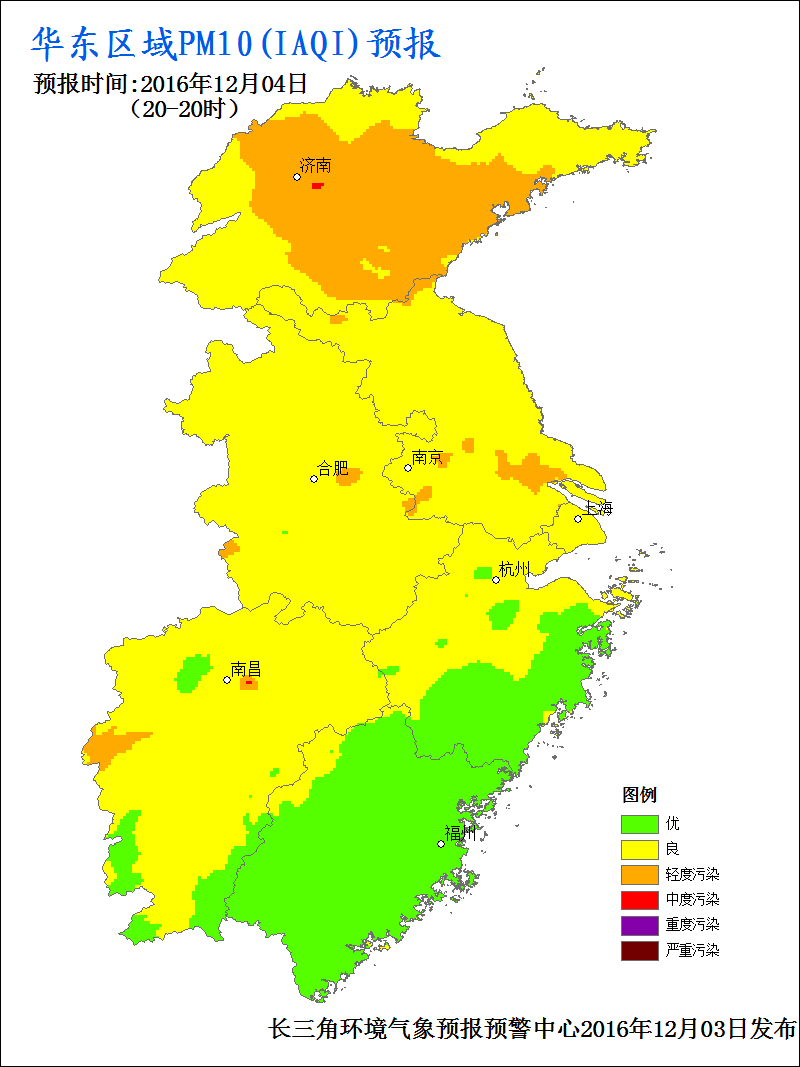 华东区域PM10(IAQI)预报
预报时间:2016年12月04日
（20-20时）
济南
合肥
南京
上海
杭州
南昌
福州
图例
优
良
轻度污染
中度污染
重度污染
严重污染
长三角环境气象预报预警中心2016年12月03日发布